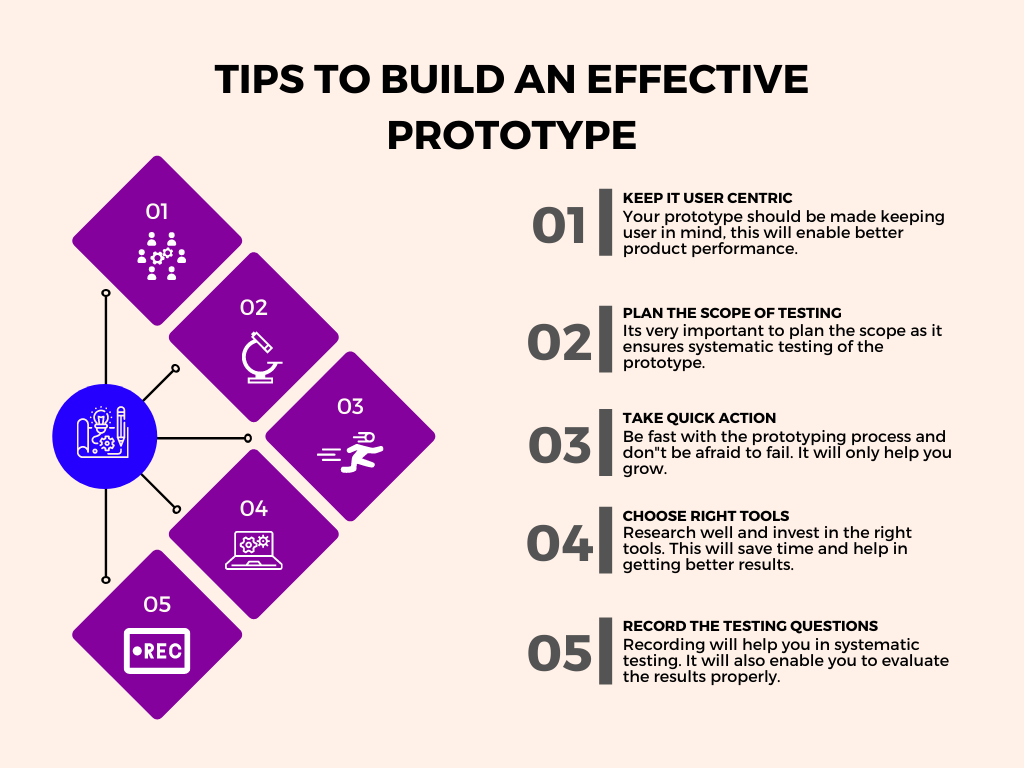 TIPS TO BUILD AN EFFECTIVE
PROTOTYPE
01
02
03
04
05
REC
01
KEEP IT USER CENTRIC
Your prototype should be made keeping
user in mind, this will enable better
product performance.
02
PLAN THE SCOPE OF TESTING
Its very important to plan the scope as it
ensures systematic testing of the
prototype.
03
TAKE QUICK ACTION
Be fast with the prototyping process and
don"t be afraid to fail. It will only help you
grow.
04
CHOOSE RIGHT TOOLS
Research well and invest in the right
tools. This will save time and help in
getting better results.
05
RECORD THE TESTING QUESTIONS
Recording will help you in systematic
testing. It will also enable you to evaluate
the results properly.